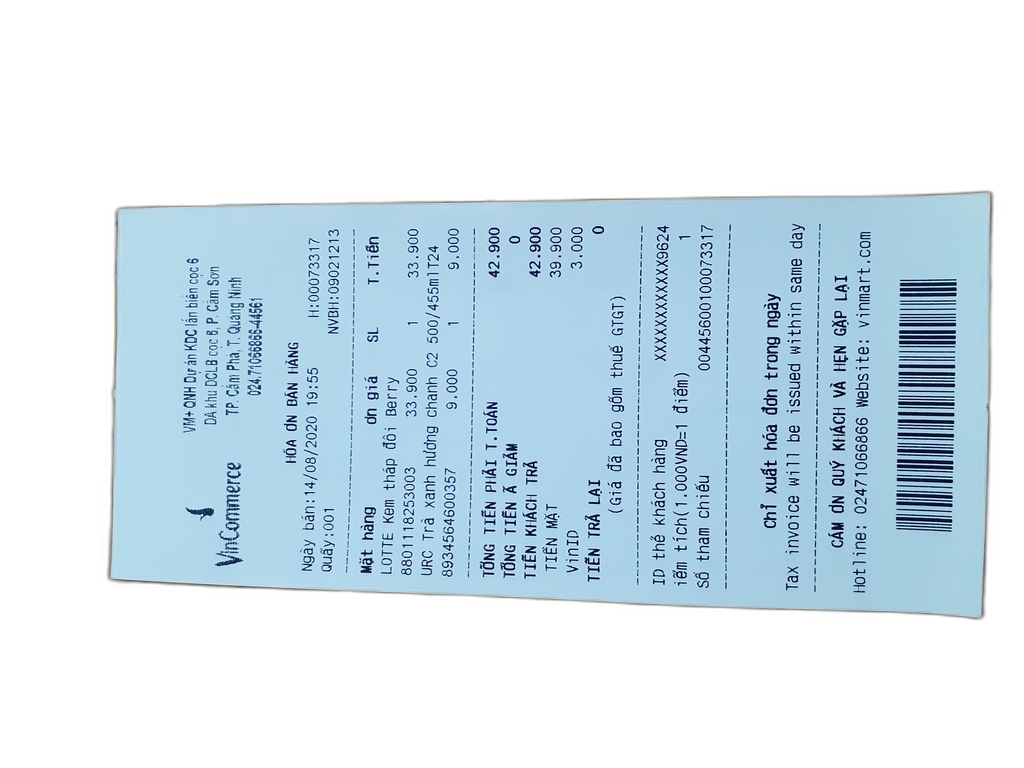 VinCommerce
VM+ QNH Dự án KDC lấn biển cọc 6
DA khu DCLB cọc 6, P. Cẩm Sơn
TP. Cẩm Phả, T. Quảng Ninh
024.71066866-44561
HÓA ƠN BÁN HÀNG
Ngày bán:14/08/2020 19:55 H:00073317
Quầy:001 NVBH:09021213
Mặt hàng ơn giá SL T.Tiền
LOTTE Kem tháp đôi Berry
8801118253003 33.900 1 33.900
URC Trà xanh hương chanh C2 500/455mlT24
8934564600357 9.000 1 9.000
TỔNG TIỀN PHẢI T.TOÁN 42.900
TỔNG TIỀN Ã GIẢM 0
TIỀN KHÁCH TRẢ 42.900
TIỀN MẶT 39.900
VinID 3.000
TIỀN TRẢ LẠI 0
(Giá đã bao gồm thuế GTGT)
ID thẻ khách hàng XXXXXXXXXXXX9624
iểm tích(1.000VND=1 điểm) 1
Số tham chiếu 00445600100073317
Chỉ xuất hóa đơn trong ngày
Tax invoice will be issued within same day
CẢM ƠN QUÝ KHÁCH VÀ HẸN GẶP LẠI
Hotline: 02471066866 Website: vinmart.com